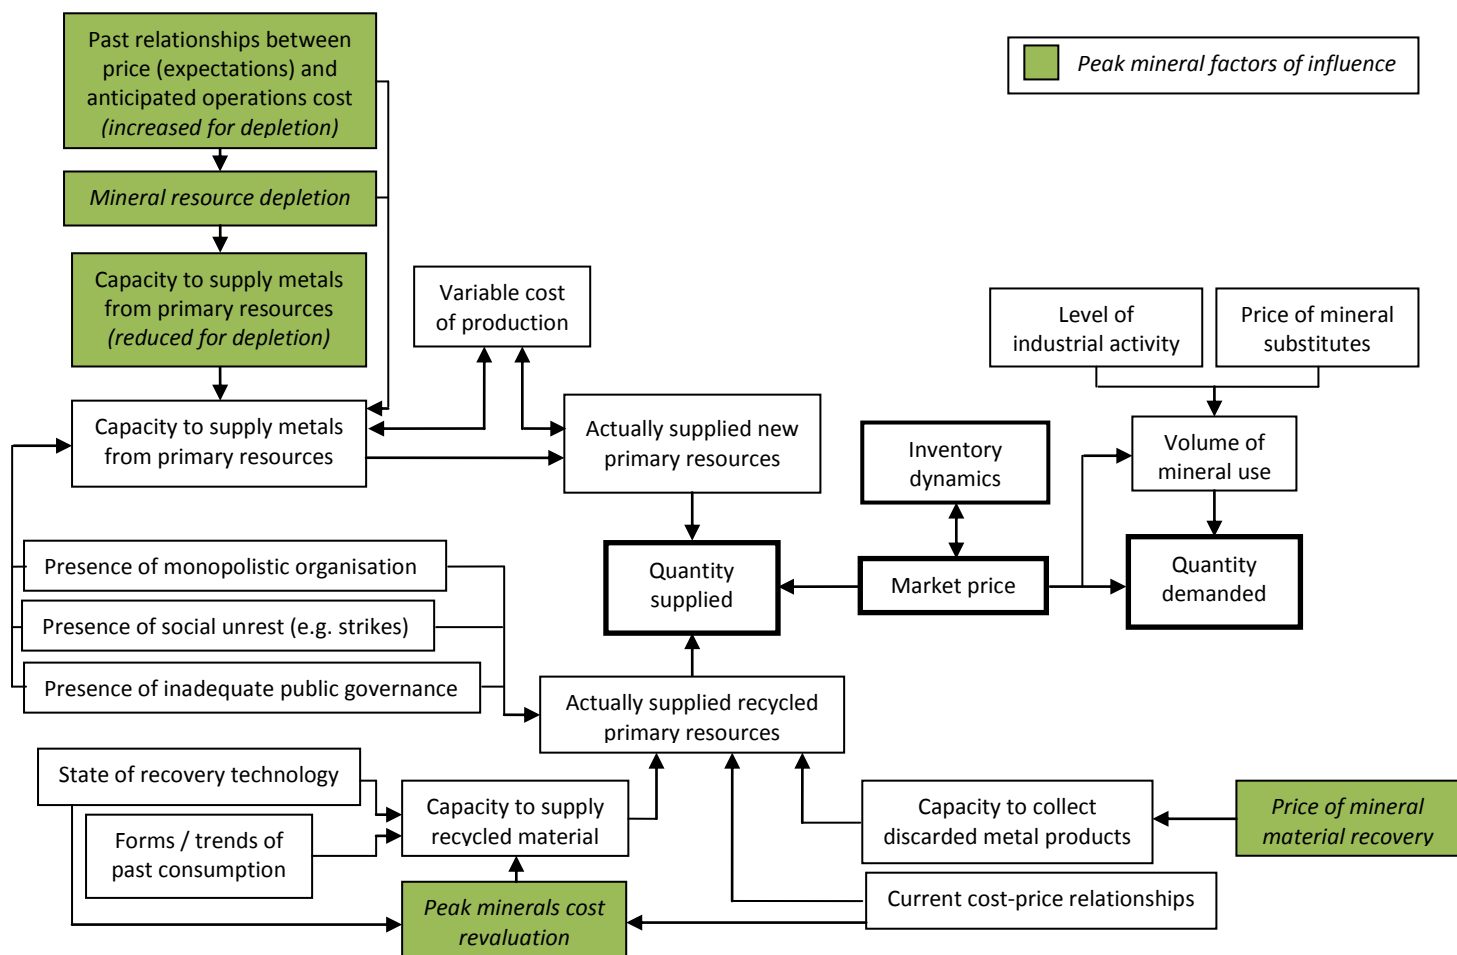 Past relationships between
price (expectations) and
anticipated operations cost
(increased for depletion)
Peak mineral factors of influence
Mineral resource depletion
Capacity to supply metals
from primary resources
(reduced for depletion)
Variable cost
of production
Level of
industrial activity
Price of mineral
substitutes
Capacity to supply metals
from primary resources
Actually supplied new
primary resources
Inventory
dynamics
Volume of
mineral use
Presence of monopolistic organisation
Quantity
supplied
Market price
Quantity
demanded
Presence of social unrest (e.g. strikes)
Presence of inadequate public governance
Actually supplied recycled
primary resources
State of recovery technology
Capacity to supply
recycled material
Capacity to collect
discarded metal products
Price of mineral
material recovery
Forms / trends of
past consumption
Current cost-price relationships
Peak minerals cost
revaluation